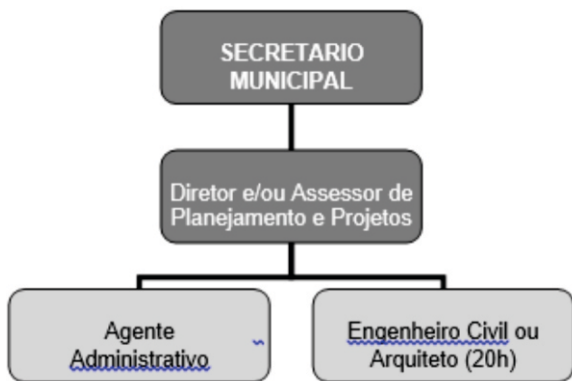 SECRETARIO
MUNICIPAL
Diretor e/ou Assessor de
Planejamento e Projetos
Agente
Administrativo
Engenheiro Civil ou
Arquiteto (20h)